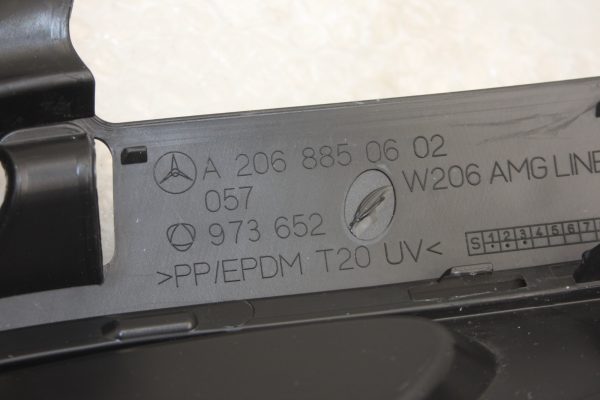 A 206 885 06 02
057
W206 AMG LINE
973 652
>PP/EPDM T20 UV<
S 1 2 3 4 5 6 7